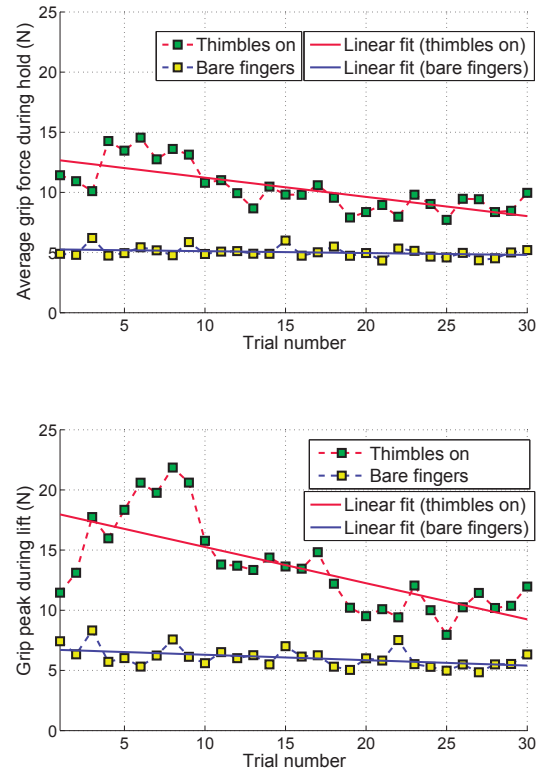 25
Thimbles on
Bare fingers
Linear fit (thimbles on)
Linear fit (bare fingers)
20
15
10
5
0
5 10 15 20 25 30
Trial number
Average grip force during hold (N)
25
Thimbles on
Bare fingers
Linear fit (thimbles on)
Linear fit (bare fingers)
20
15
10
5
0
5 10 15 20 25 30
Trial number
Grip peak during lift (N)